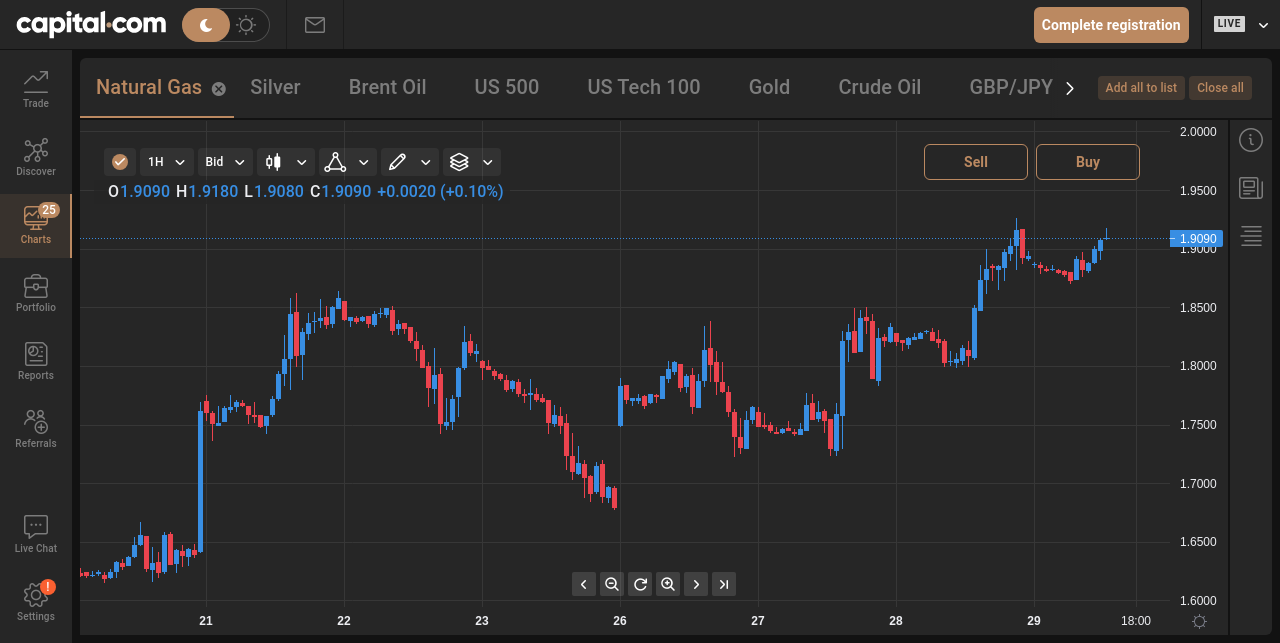 capital.com
Complete registration
LIVE
Trade
Discover
25
Charts
Portfolio
Reports
Referrals
Live Chat
!
Settings
Natural Gas
Silver
Brent Oil
US 500
US Tech 100
Gold
Crude Oil
GBP/JPY
Add all to list
Close all
1H
Bid
Sell
Buy
O1.9090 H1.9180 L1.9080 C1.9090 +0.0020 (+0.10%)
2.0000
1.9500
1.9090
1.9000
1.8500
1.8000
1.7500
1.7000
1.6500
1.6000
21
22
23
26
27
28
29
18:00